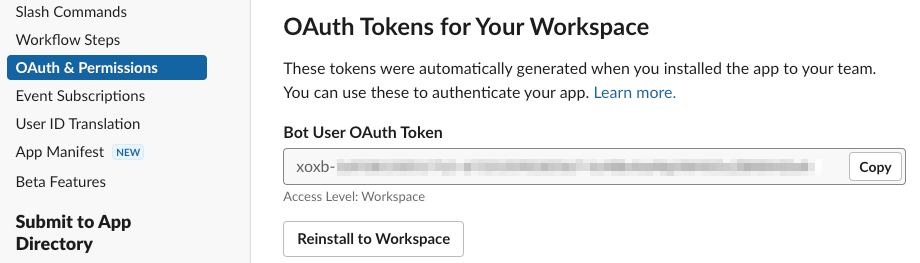 Slash Commands
Workflow Steps
OAuth & Permissions
Event Subscriptions
User ID Translation
App Manifest NEW
Beta Features
Submit to App
Directory
OAuth Tokens for Your Workspace
These tokens were automatically generated when you installed the app to your team.
You can use these to authenticate your app. Learn more.
Bot User OAuth Token
xoxb-
Copy
Access Level: Workspace
Reinstall to Workspace